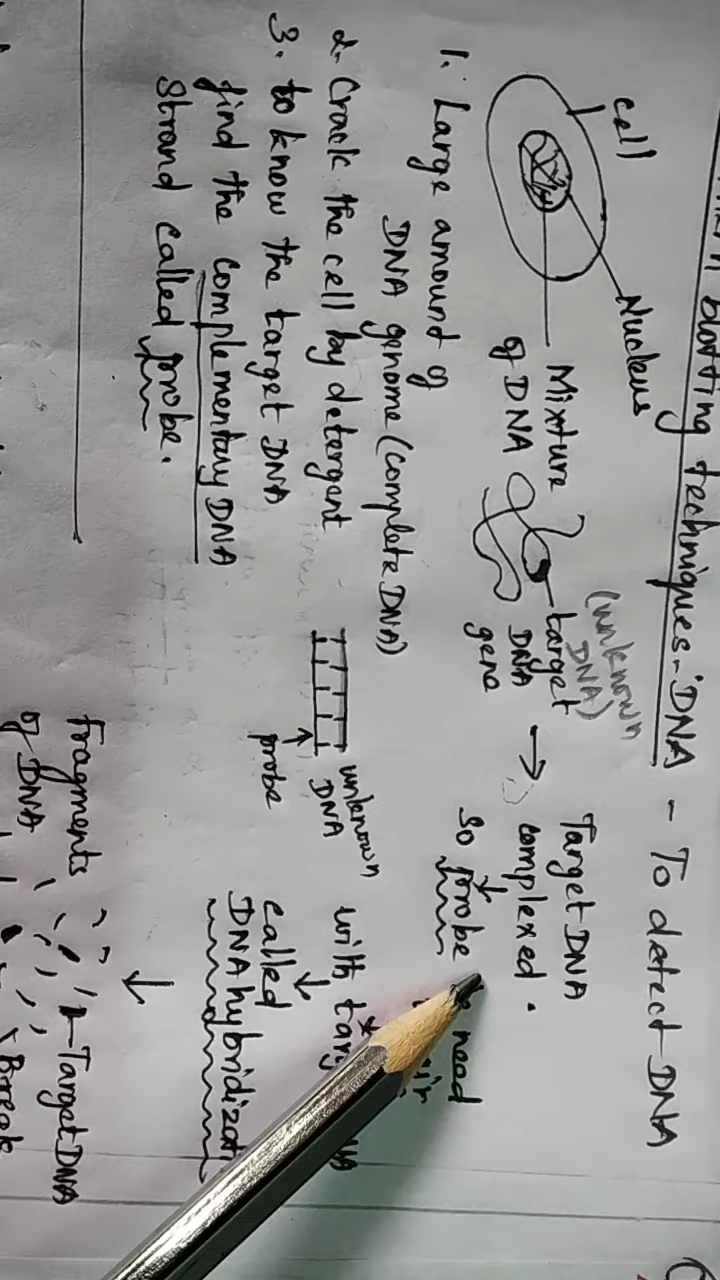 blotting techniques - DNA - To detect DNA
cell
Nucleus
Mixture
of DNA
(unknown
DNA)
target
DNA
gene
Target DNA
complexed.
So probe
need
1. Large amount of
DNA genome (complete DNA)
2. Crack the cell by detergent
3. to know the target DNA
find the complementary DNA
Strand called probe.
unknown
DNA
probe
with
called
Fragments
of DNA
Target DNA
Break